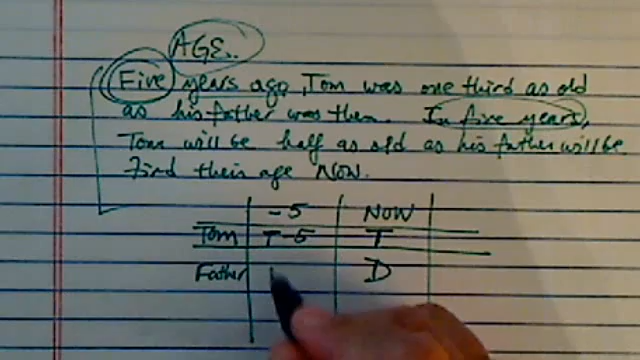 AGE..
Five years ago, Tom was one third as old
as his father was then. In five years,
Tom will be half as old as his father will be
Find their age NOW.
-5 NOW
Tom T-5 T
Father D